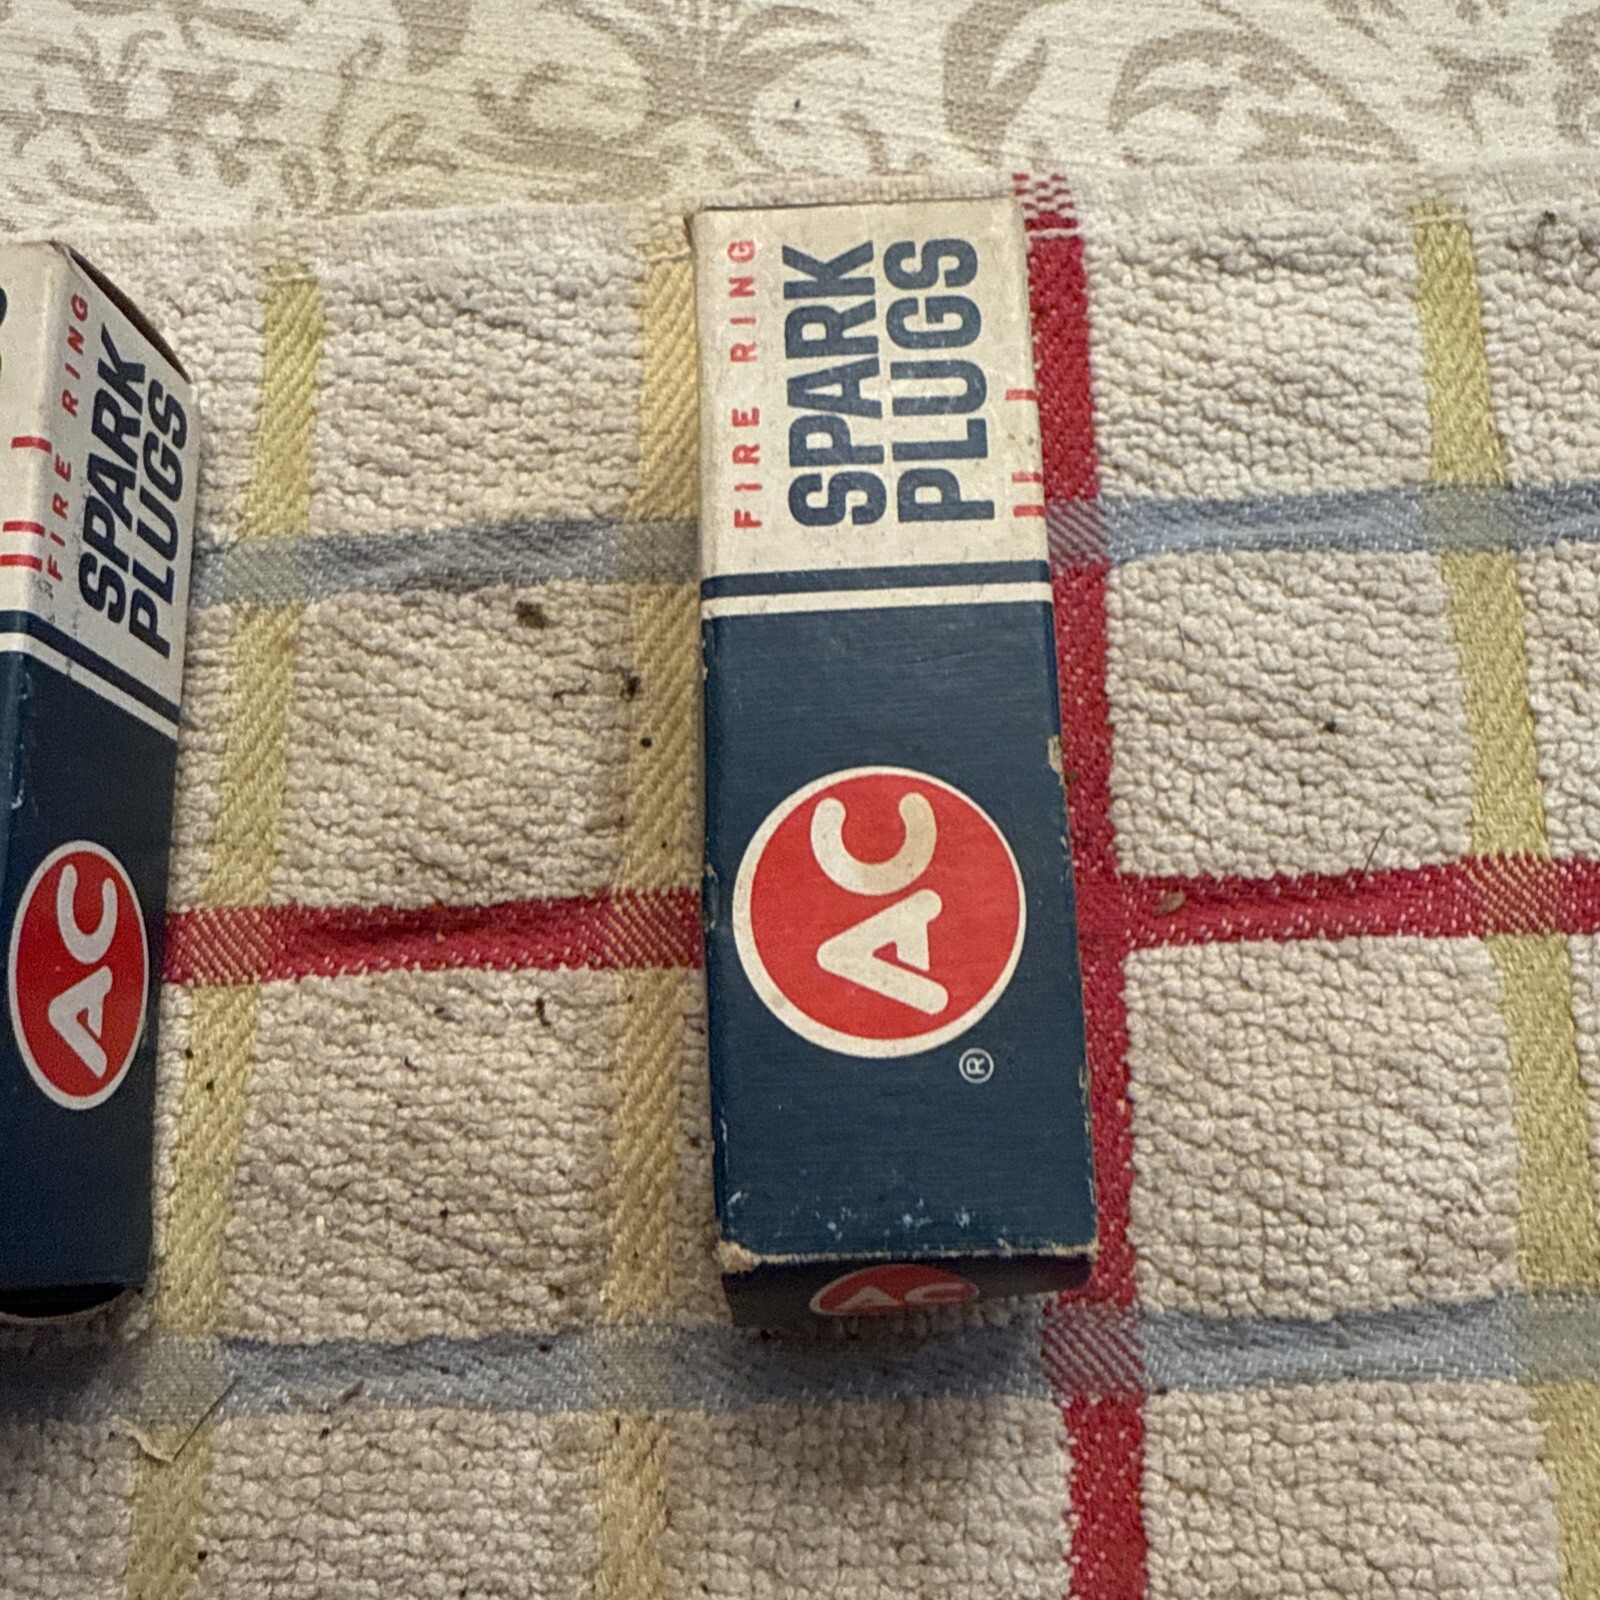 FIRE RING
SPARK
PLUGS
AC
FIRE RING
SPARK
PLUGS
AC
®
AC